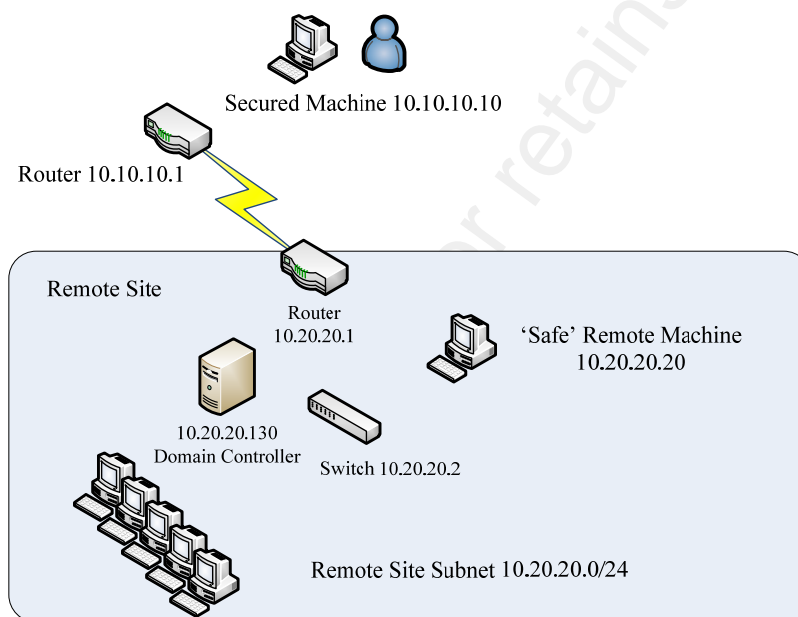 Secured Machine 10.10.10.10
Router 10.10.10.1
Remote Site
Router
10.20.20.1
‘Safe’ Remote Machine
10.20.20.20
10.20.20.130
Domain Controller
Switch 10.20.20.2
Remote Site Subnet 10.20.20.0/24
or retains